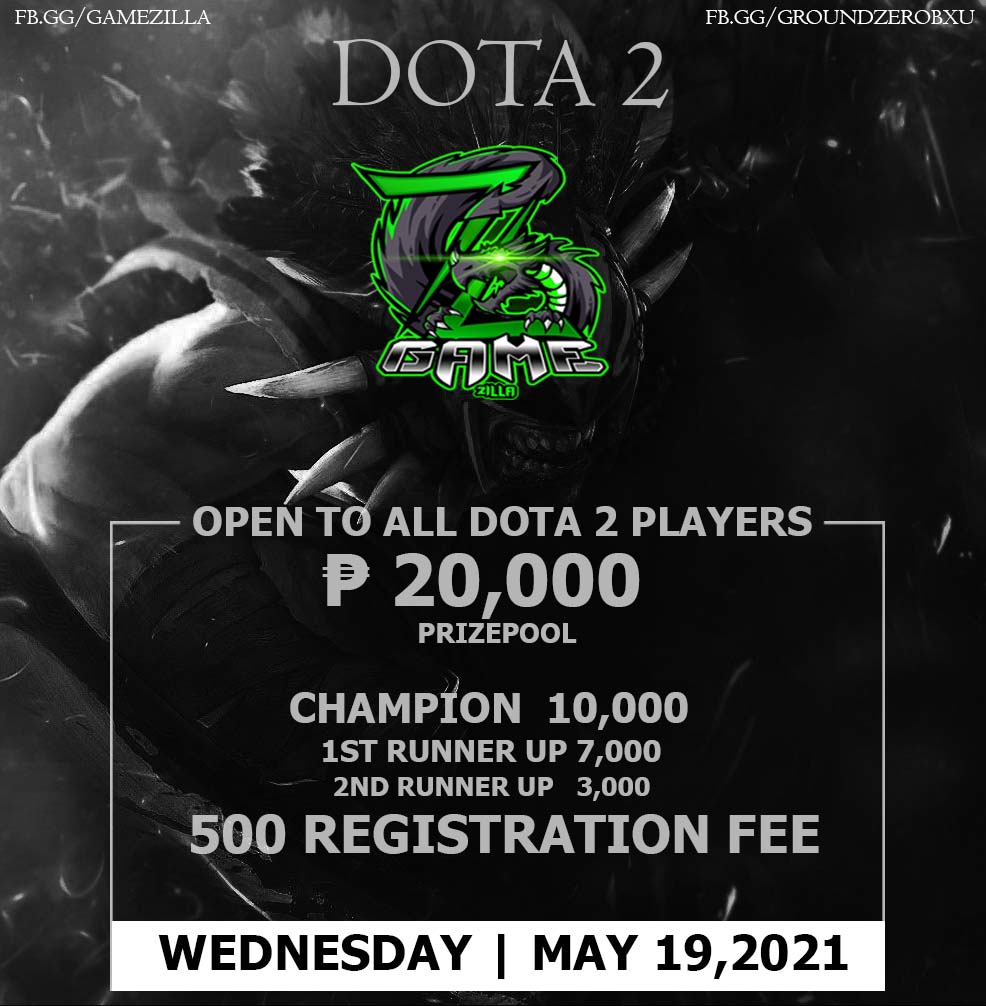 FB.GG/GAMEZILLA
FB.GG/GROUNDZEROBXU
DOTA 2
GAME
ZILLA
OPEN TO ALL DOTA 2 PLAYERS
₱ 20,000
PRIZEPOOL
CHAMPION 10,000
1ST RUNNER UP 7,000
2ND RUNNER UP 3,000
500 REGISTRATION FEE
WEDNESDAY | MAY 19,2021